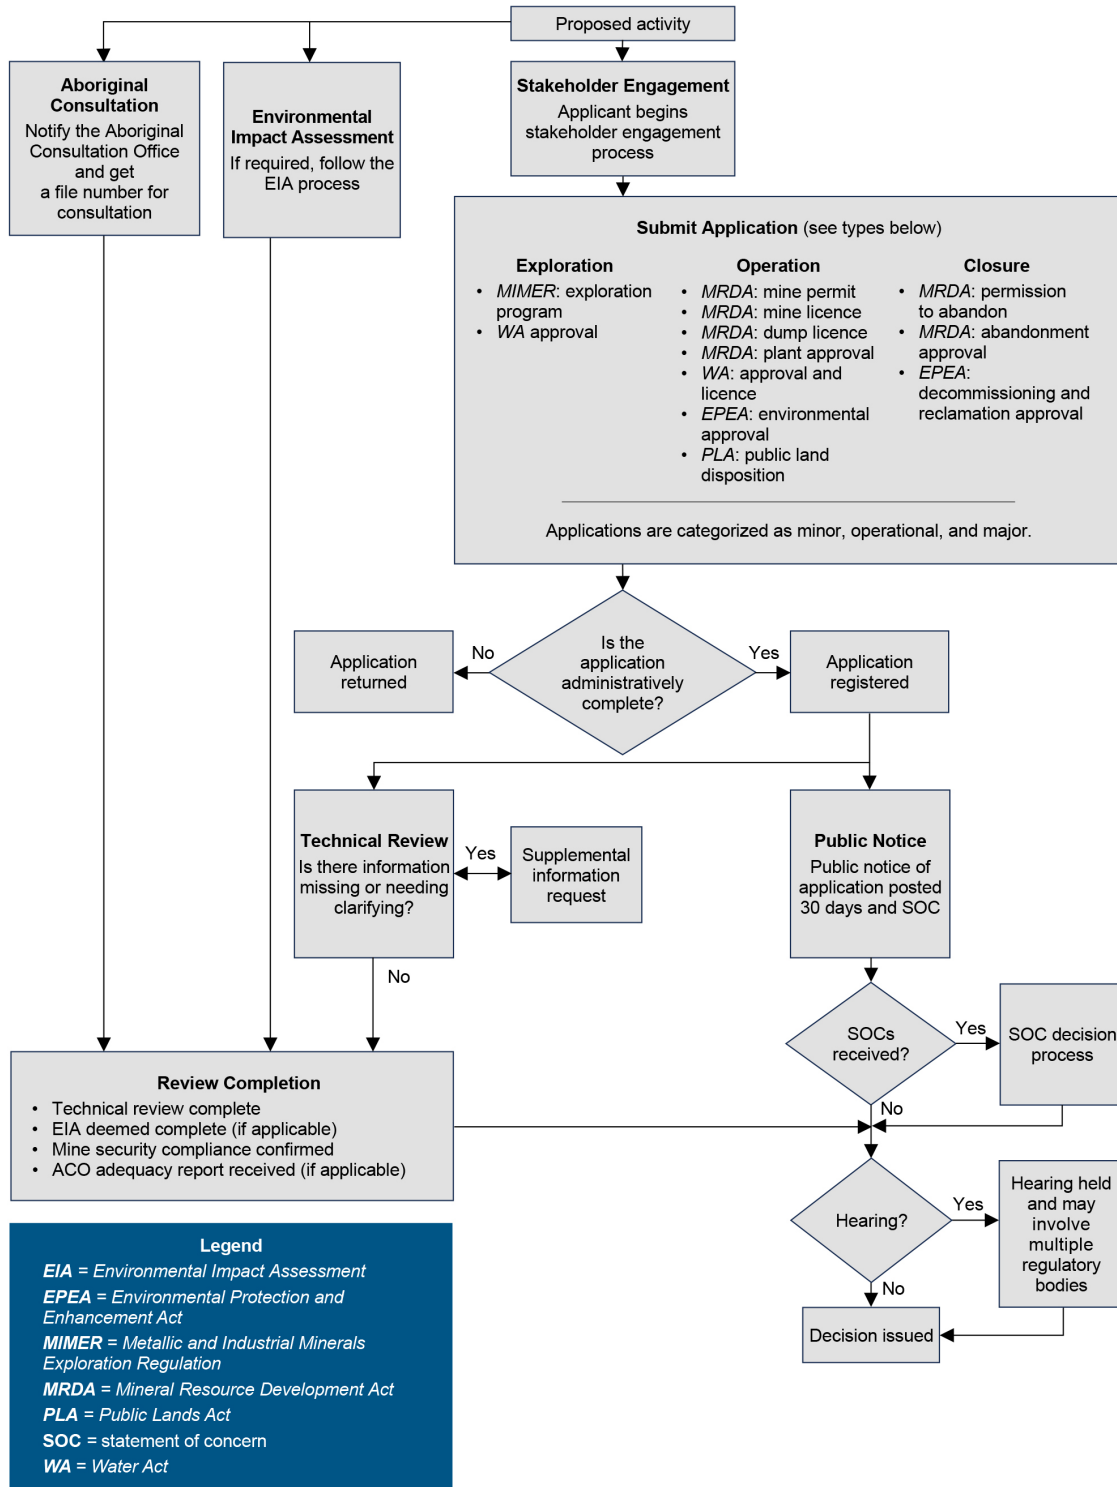 Proposed activity
Aboriginal
Consultation
Notify the Aboriginal
Consultation Office
and get
a file number for
consultation
Environmental
Impact Assessment
If required, follow the
EIA process
Stakeholder Engagement
Applicant begins
stakeholder engagement
process
Submit Application (see types below)
Exploration
• MIMER: exploration
program
• WA approval
Operation
• MRDA: mine permit
• MRDA: mine licence
• MRDA: dump licence
• MRDA: plant approval
• WA: approval and
licence
• EPEA: environmental
approval
• PLA: public land
disposition
Closure
• MRDA: permission
to abandon
• MRDA: abandonment
approval
• EPEA:
decommissioning and
reclamation approval
Applications are categorized as minor, operational, and major.
Is the
application
administratively
complete?
No
Application
returned
Yes
Application
registered
Technical Review
Is there information
missing or needing
clarifying?
Yes
Supplemental
information
request
No
Public Notice
Public notice of
application posted
30 days and SOC
SOCs
received?
Yes
SOC decision
process
No
Review Completion
• Technical review complete
• EIA deemed complete (if applicable)
• Mine security compliance confirmed
• ACO adequacy report received (if applicable)
Hearing?
Yes
Hearing held
and may
involve
multiple
regulatory
bodies
No
Decision issued
Legend
EIA = Environmental Impact Assessment
EPEA = Environmental Protection and
Enhancement Act
MIMER = Metallic and Industrial Minerals
Exploration Regulation
MRDA = Mineral Resource Development Act
PLA = Public Lands Act
SOC = statement of concern
WA = Water Act